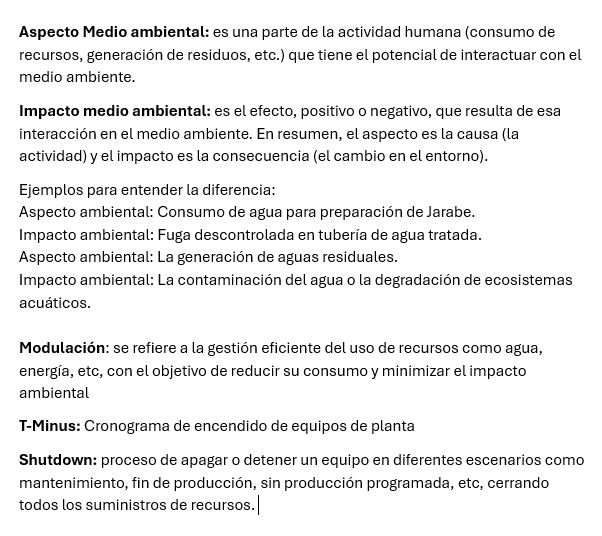 Aspecto Medio ambiental: es una parte de la actividad humana (consumo de
recursos, generación de residuos, etc.) que tiene el potencial de interactuar con el
medio ambiente.
Impacto medio ambiental: es el efecto, positivo o negativo, que resulta de esa
interacción en el medio ambiente. En resumen, el aspecto es la causa (la
actividad) y el impacto es la consecuencia (el cambio en el entorno).
Ejemplos para entender la diferencia:
Aspecto ambiental: Consumo de agua para preparación de Jarabe.
Impacto ambiental: Fuga descontrolada en tubería de agua tratada.
Aspecto ambiental: La generación de aguas residuales.
Impacto ambiental: La contaminación del agua o la degradación de ecosistemas
acuáticos.
Modulación: se refiere a la gestión eficiente del uso de recursos como agua,
energía, etc, con el objetivo de reducir su consumo y minimizar el impacto
ambiental
T-Minus: Cronograma de encendido de equipos de planta
Shutdown: proceso de apagar o detener un equipo en diferentes escenarios como
mantenimiento, fin de producción, sin producción programada, etc, cerrando
todos los suministros de recursos.